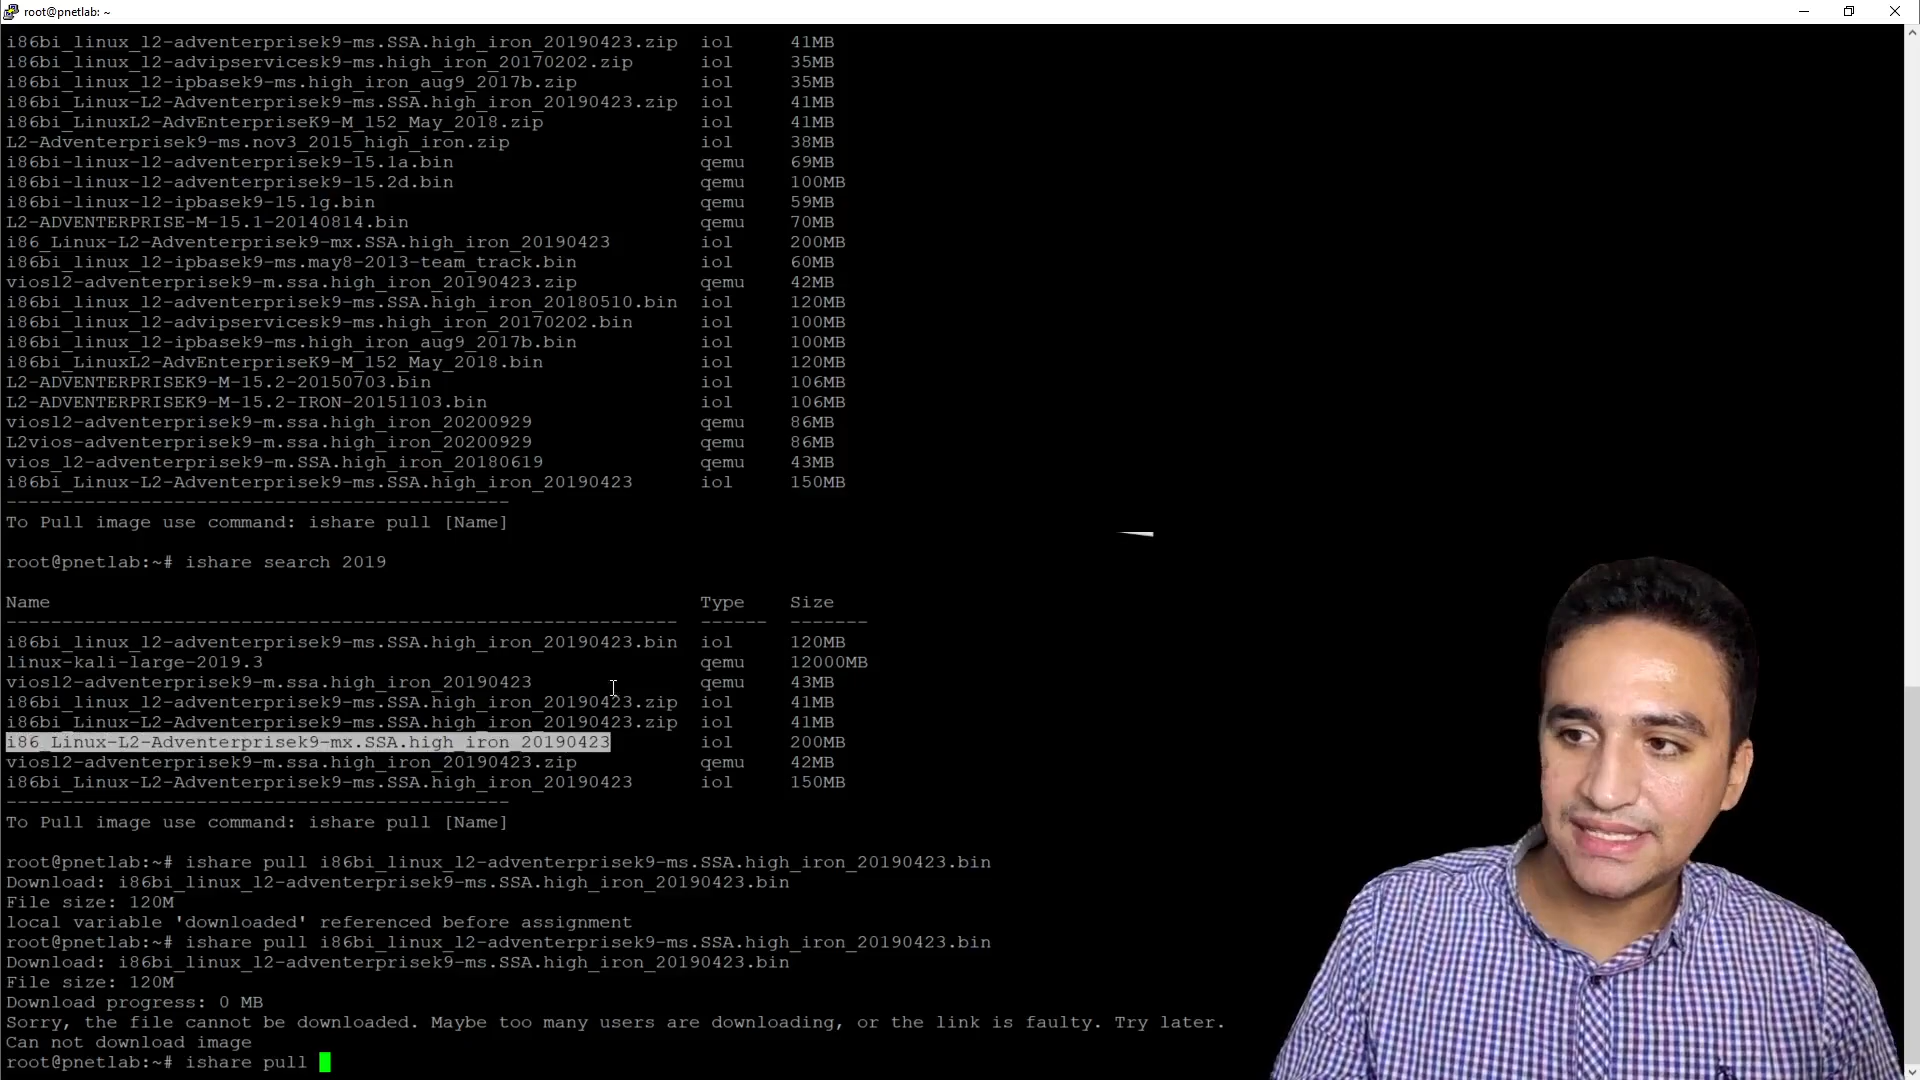 root@pnetlab: ~
i86bi_linux_l2-adventerprisek9-ms.SSA.high_iron_20190423.zip iol 41MB
i86bi_linux_l2-advipservicesk9-ms.high_iron_20170202.zip iol 35MB
i86bi_linux_l2-ipbasek9-ms.high_iron_aug9_2017b.zip iol 35MB
i86bi_Linux-L2-Adventerprisek9-ms.SSA.high_iron_20190423.zip iol 41MB
i86bi_LinuxL2-AdvEnterpriseK9-M_152_May_2018.zip iol 41MB
L2-Adventerprisek9-ms.nov3_2015_high_iron.zip iol 38MB
i86bi-linux-l2-adventerprisek9-15.1a.bin qemu 69MB
i86bi-linux-l2-adventerprisek9-15.2d.bin qemu 100MB
i86bi-linux-l2-ipbasek9-15.1g.bin qemu 59MB
L2-ADVENTERPRISE-M-15.1-20140814.bin qemu 70MB
i86_Linux-L2-Adventerprisek9-mx.SSA.high_iron_20190423 iol 200MB
i86bi_linux_l2-ipbasek9-ms.may8-2013-team_track.bin iol 60MB
viosl2-adventerprisek9-m.ssa.high_iron_20190423.zip qemu 42MB
i86bi_linux_l2-adventerprisek9-ms.SSA.high_iron_20180510.bin iol 120MB
i86bi_linux_l2-advipservicesk9-ms.high_iron_20170202.bin iol 100MB
i86bi_linux_l2-ipbasek9-ms.high_iron_aug9_2017b.bin iol 100MB
i86bi_LinuxL2-AdvEnterpriseK9-M_152_May_2018.bin iol 120MB
L2-ADVENTERPRISEK9-M-15.2-20150703.bin iol 106MB
L2-ADVENTERPRISEK9-M-15.2-IRON-20151103.bin iol 106MB
viosl2-adventerprisek9-m.ssa.high_iron_20200929 qemu 86MB
L2vios-adventerprisek9-m.ssa.high_iron_20200929 qemu 86MB
vios_l2-adventerprisek9-m.SSA.high_iron_20180619 qemu 43MB
i86bi_Linux-L2-Adventerprisek9-ms.SSA.high_iron_20190423 iol 150MB
---------------------------------------------
To Pull image use command: ishare pull [Name]
root@pnetlab:~# ishare search 2019
Name Type Size
------------------------------------------------------------ ------ -------
i86bi_linux_l2-adventerprisek9-ms.SSA.high_iron_20190423.bin iol 120MB
linux-kali-large-2019.3 qemu 12000MB
viosl2-adventerprisek9-m.ssa.high_iron_20190423 qemu 43MB
i86bi_linux_l2-adventerprisek9-ms.SSA.high_iron_20190423.zip iol 41MB
i86bi_Linux-L2-Adventerprisek9-ms.SSA.high_iron_20190423.zip iol 41MB
i86_Linux-L2-Adventerprisek9-mx.SSA.high_iron_20190423 iol 200MB
viosl2-adventerprisek9-m.ssa.high_iron_20190423.zip qemu 42MB
i86bi_Linux-L2-Adventerprisek9-ms.SSA.high_iron_20190423 iol 150MB
---------------------------------------------
To Pull image use command: ishare pull [Name]
root@pnetlab:~# ishare pull i86bi_linux_l2-adventerprisek9-ms.SSA.high_iron_20190423.bin
Download: i86bi_linux_l2-adventerprisek9-ms.SSA.high_iron_20190423.bin
File size: 120M
local variable 'downloaded' referenced before assignment
root@pnetlab:~# ishare pull i86bi_linux_l2-adventerprisek9-ms.SSA.high_iron_20190423.bin
Download: i86bi_linux_l2-adventerprisek9-ms.SSA.high_iron_20190423.bin
File size: 120M
Download progress: 0 MB
Sorry, the file cannot be downloaded. Maybe too many users are downloading, or the link is faulty. Try later.
Can not download image
root@pnetlab:~# ishare pull